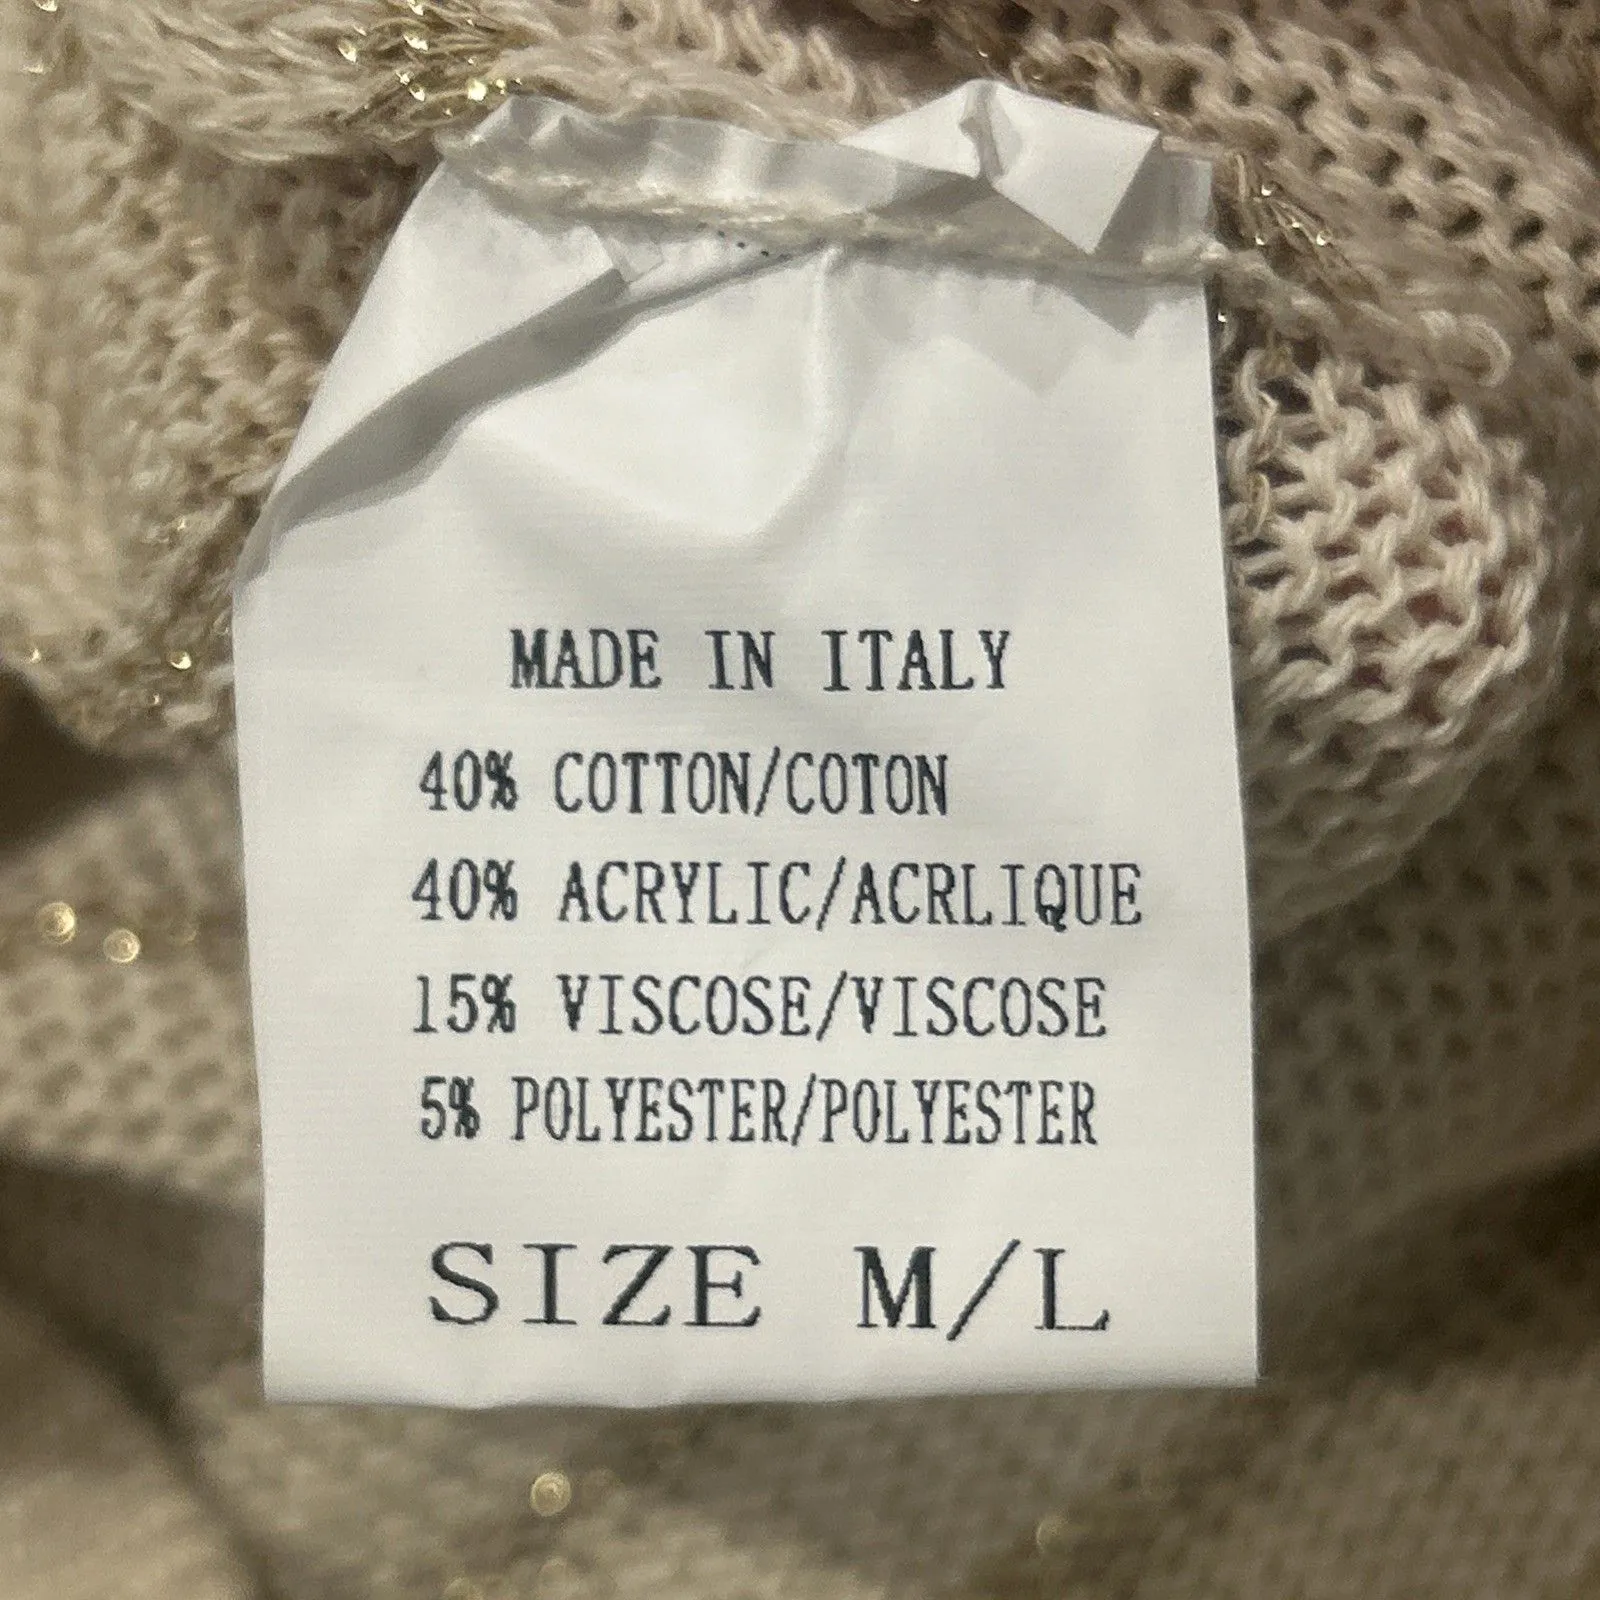 MADE IN ITALY
40% COTTON/COTON
40% ACRYLIC/ACRLIQUE
15% VISCOSE/VISCOSE
5% POLYESTER/POLYESTER
SIZE M/L